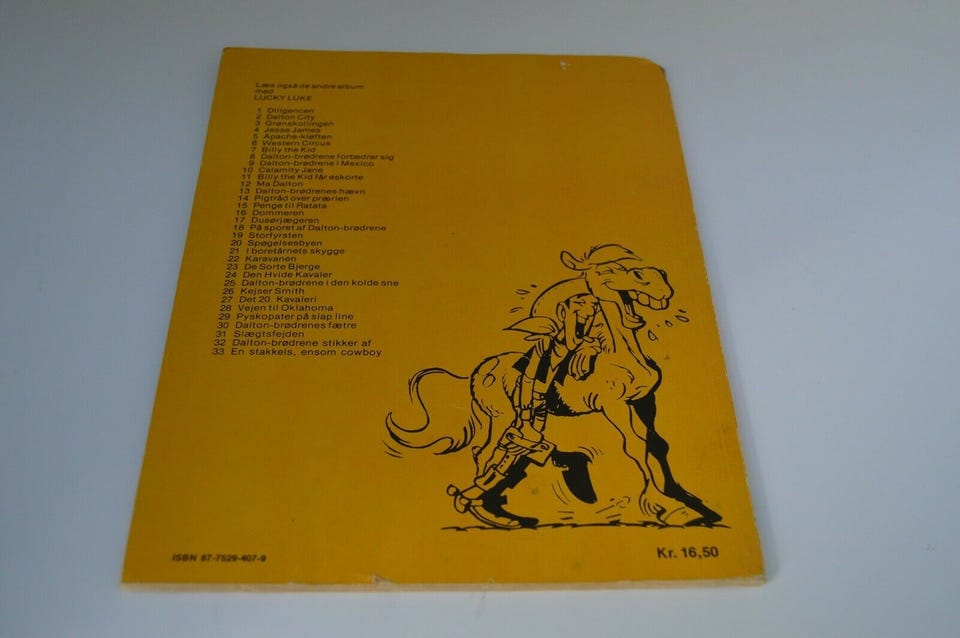 Læs også de andre album
med
LUCKY LUKE
1 Diligencen
2 Dalton City
3 Grønskollingen
4 Jesse James
5 Apache-kløften
6 Western Circus
7 Billy the Kid
8 Dalton-brødrene forbedrer sig
9 Dalton-brødrene i Mexico
10 Calamity Jane
11 Billy the Kid får eskorte
12 Ma Dalton
13 Dalton-brødrenes hævn
14 Pigtråd over prærien
15 Penge til Ratata
16 Dommeren
17 Dusørjægeren
18 På sporet af Dalton-brødrene
19 Storfyrsten
20 Spøgelsesbyen
21 I boretårnets skygge
22 Karavanen
23 De Sorte Bjerge
24 Den Hvide Kavaler
25 Dalton-brødrene i den kolde sne
26 Kejser Smith
27 Det 20. Kavaleri
28 Vejen til Oklahoma
29 Pyskopater på slap line
30 Dalton-brødrenes fætre
31 Slægtsfejden
32 Dalton-brødrene stikker af
33 En stakkels, ensom cowboy
ISBN 87-7529-407-9
Kr. 16,50